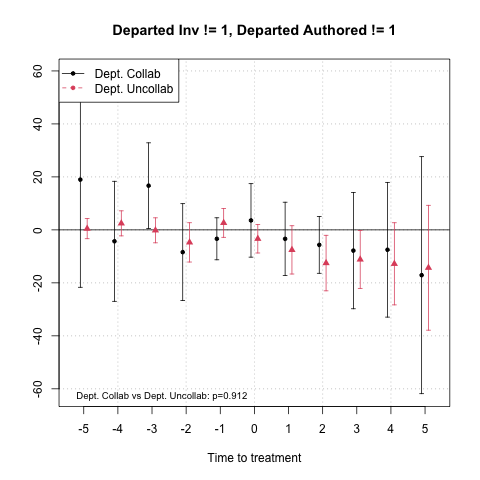 Departed Inv != 1, Departed Authored != 1
Dept. Collab
Dept. Uncollab
60
40
20
0
-20
-40
-60
Dept. Collab vs Dept. Uncollab: p=0.912
-5 -4 -3 -2 -1 0 1 2 3 4 5
Time to treatment